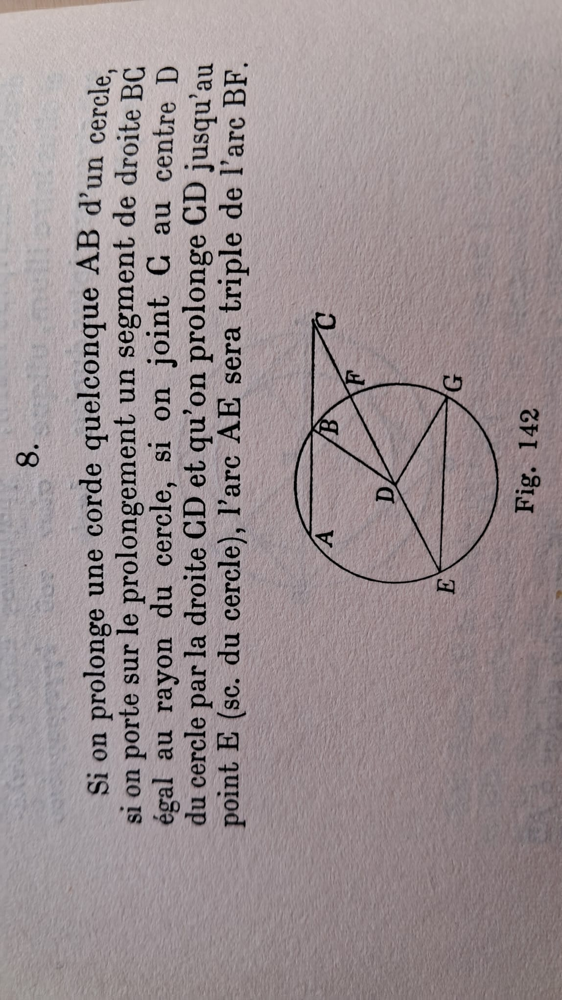 8.
Si on prolonge une corde quelconque AB d'un cercle,
si on porte sur le prolongement un segment de droite BC
égal au rayon du cercle, si on joint C au centre D
du cercle par la droite CD et qu'on prolonge CD jusqu'au
point E (sc. du cercle), l'arc AE sera triple de l'arc BF.
C
F
B
G
D
A
E
Fig. 142